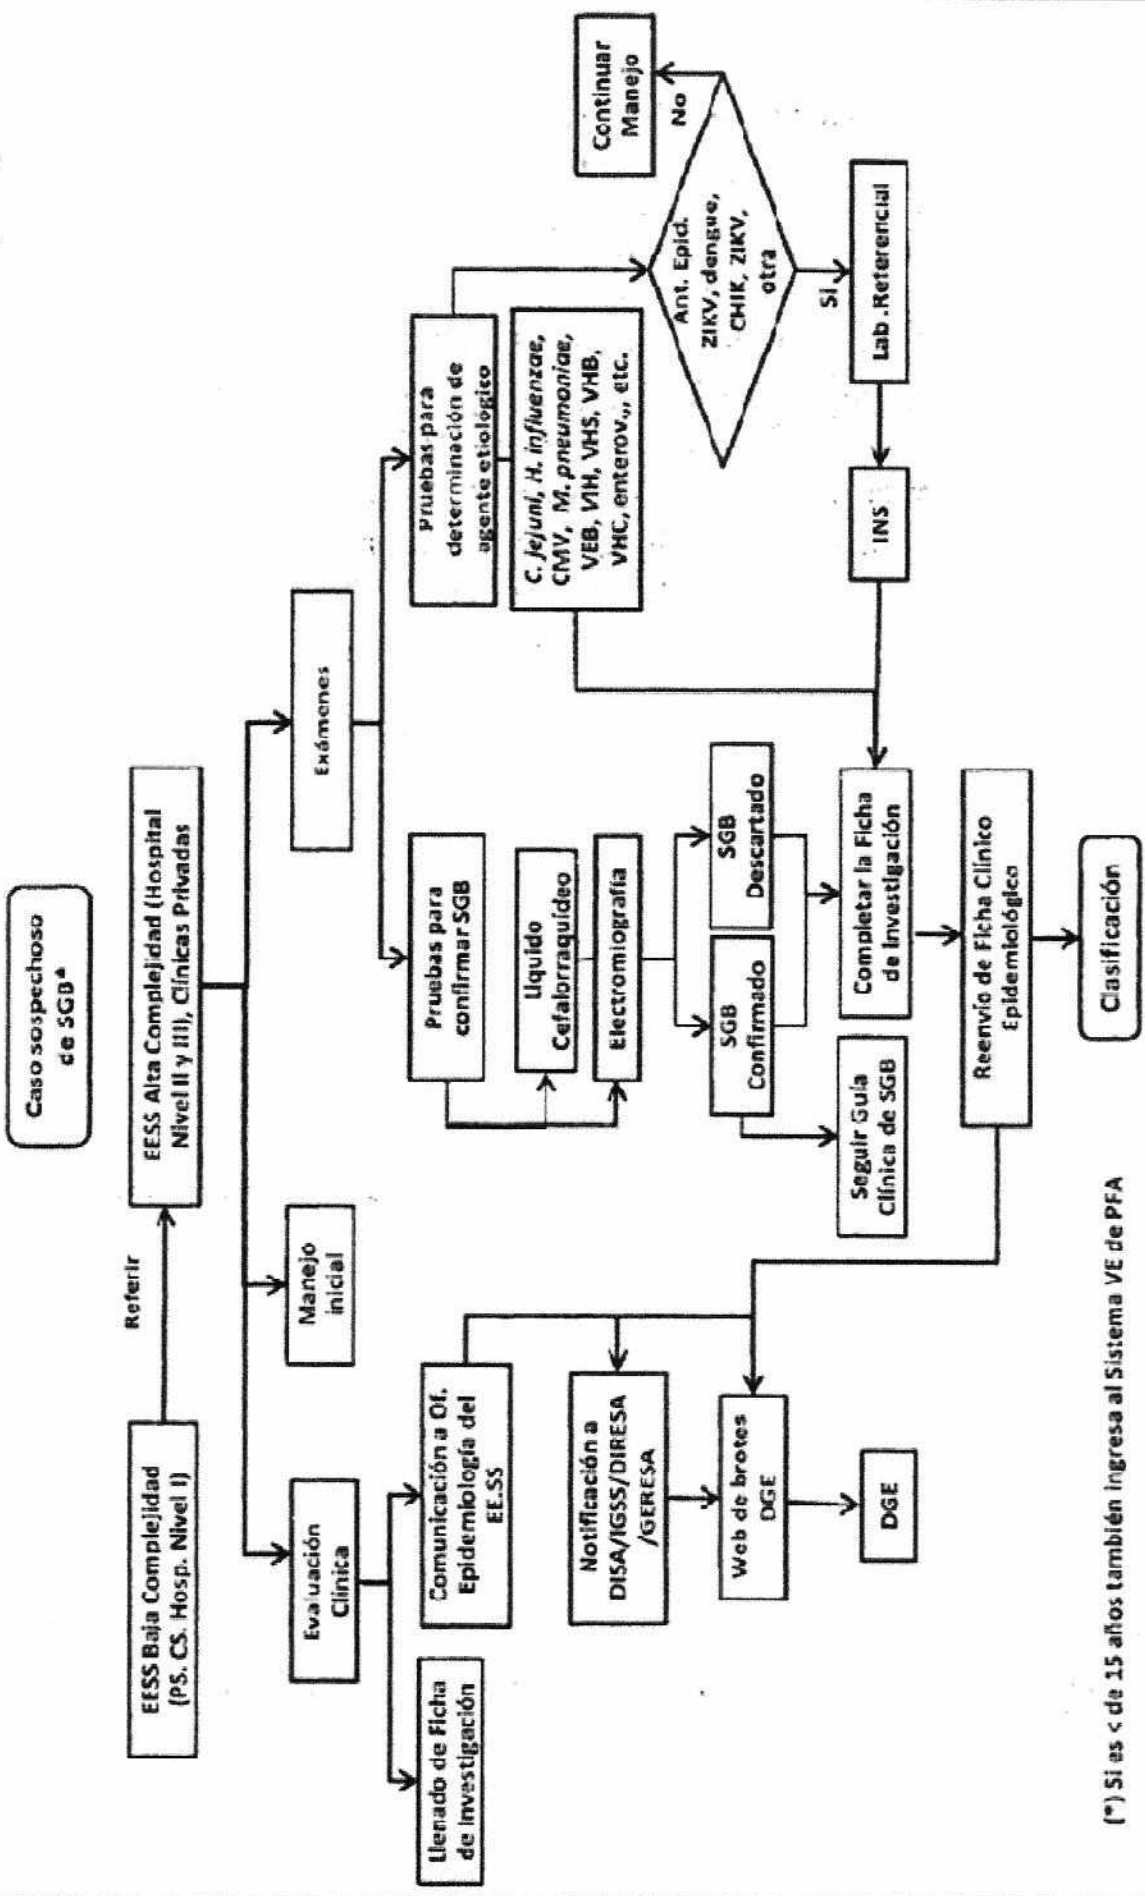 Caso sospechoso
de SGB*
EESS Baja Complejidad
(PS. CS. Hosp. Nivel I)
Referir
EESS Alta Complejidad (Hospital
Nivel II y III), Clínicas Privadas
Evaluación
Clínica
Manejo
inicial
Exámenes
Llenado de Ficha
de Investigación
Comunicación a Of.
Epidemiología del
EE.SS
Notificación a
DISA/IGSS/DIRESA
/GERESA
Web de brotes
DGE
DGE
Pruebas para
confirmar SGB
Líquido
Cefalorraquídeo
Electromiografía
SGB
Confirmado
SGB
Descartado
Seguir Guía
Clínica de SGB
Completar la Ficha
de Investigación
Reenvío de Ficha Clínico
Epidemiológico
Clasificación
Pruebas para
determinación de
agente etiológico
C. jejuni, H. influenzae,
CMV, M. pneumoniae,
VEB, VIH, VHS, VHB,
VHC, enterov.,, etc.
Ant. Epid.
ZIKV, dengue,
CHIK, ZIKV,
otra
No
Continuar
Manejo
Si
Lab .Referencial
INS
(*) Si es < de 15 años también ingresa al Sistema VE de PFA